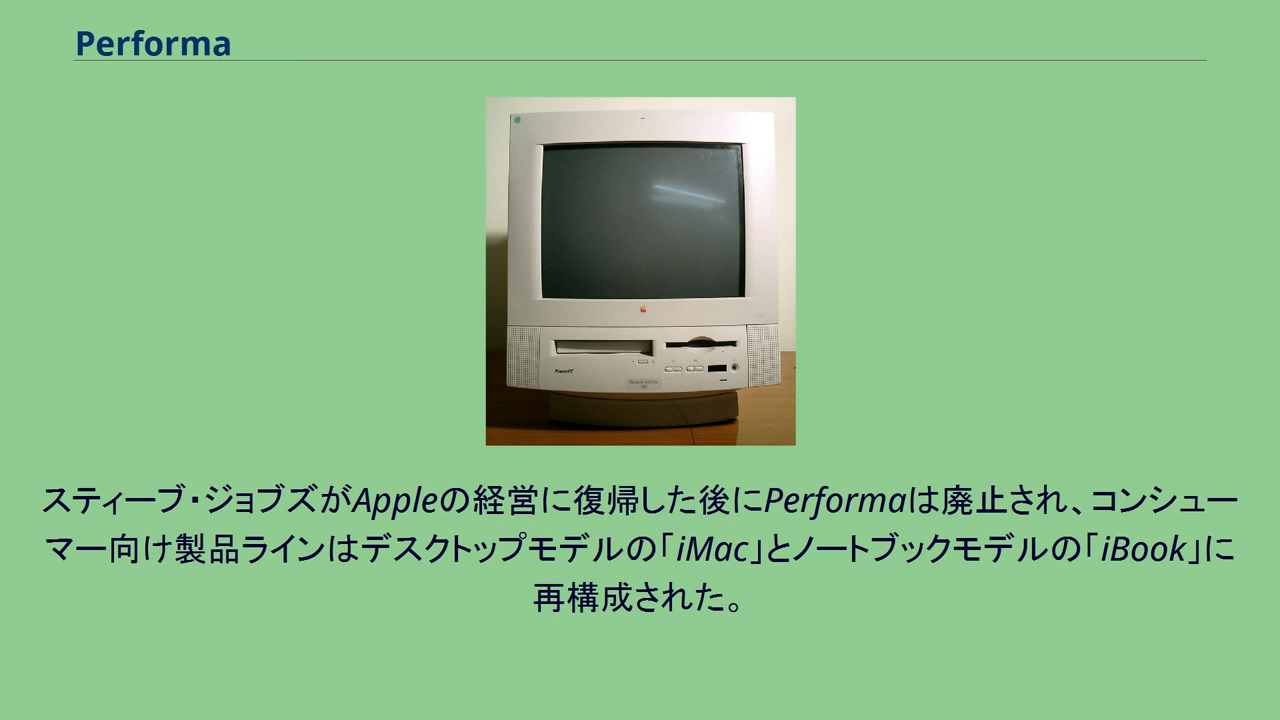 Performa
PowerPC
スティーブ・ジョブズがAppleの経営に復帰した後にPerformaは廃止され、コンシュー
マー向け製品ラインはデスクトップモデルの「iMac」とノートブックモデルの「iBook」に
再構成された。